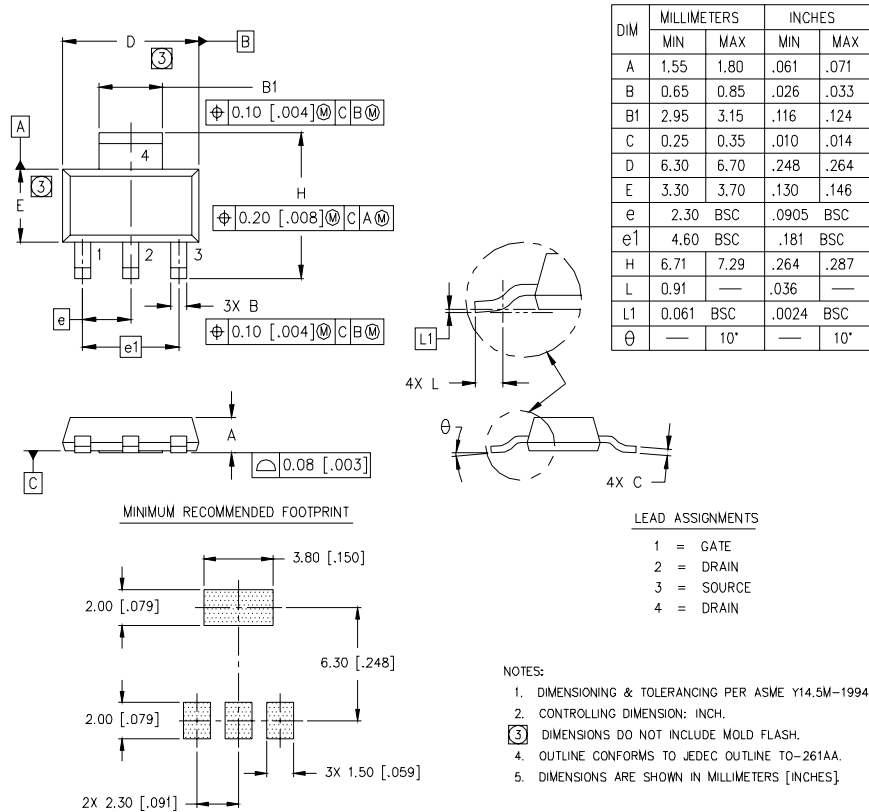 D
③
B
B1
⌖ 0.10 [.004]Ⓜ C BⓂ
A
4
③
E
H
⌖ 0.20 [.008]Ⓜ C AⓂ
1 2 3
3X B
e
⌖ 0.10 [.004]Ⓜ C BⓂ
e1
L1
4X L
A
⌓ 0.08 [.003]
C
θ
4X C
DIM MILLIMETERS INCHES
MIN MAX MIN MAX
A 1.55 1.80 .061 .071
B 0.65 0.85 .026 .033
B1 2.95 3.15 .116 .124
C 0.25 0.35 .010 .014
D 6.30 6.70 .248 .264
E 3.30 3.70 .130 .146
e 2.30 BSC .0905 BSC
e1 4.60 BSC .181 BSC
H 6.71 7.29 .264 .287
L 0.91 — .036 —
L1 0.061 BSC .0024 BSC
θ — 10° — 10°
MINIMUM RECOMMENDED FOOTPRINT
3.80 [.150]
2.00 [.079]
6.30 [.248]
2.00 [.079]
3X 1.50 [.059]
2X 2.30 [.091]
LEAD ASSIGNMENTS
1 = GATE
2 = DRAIN
3 = SOURCE
4 = DRAIN
NOTES:
1. DIMENSIONING & TOLERANCING PER ASME Y14.5M-1994
2. CONTROLLING DIMENSION: INCH.
③ DIMENSIONS DO NOT INCLUDE MOLD FLASH.
4. OUTLINE CONFORMS TO JEDEC OUTLINE TO-261AA.
5. DIMENSIONS ARE SHOWN IN MILLIMETERS [INCHES]